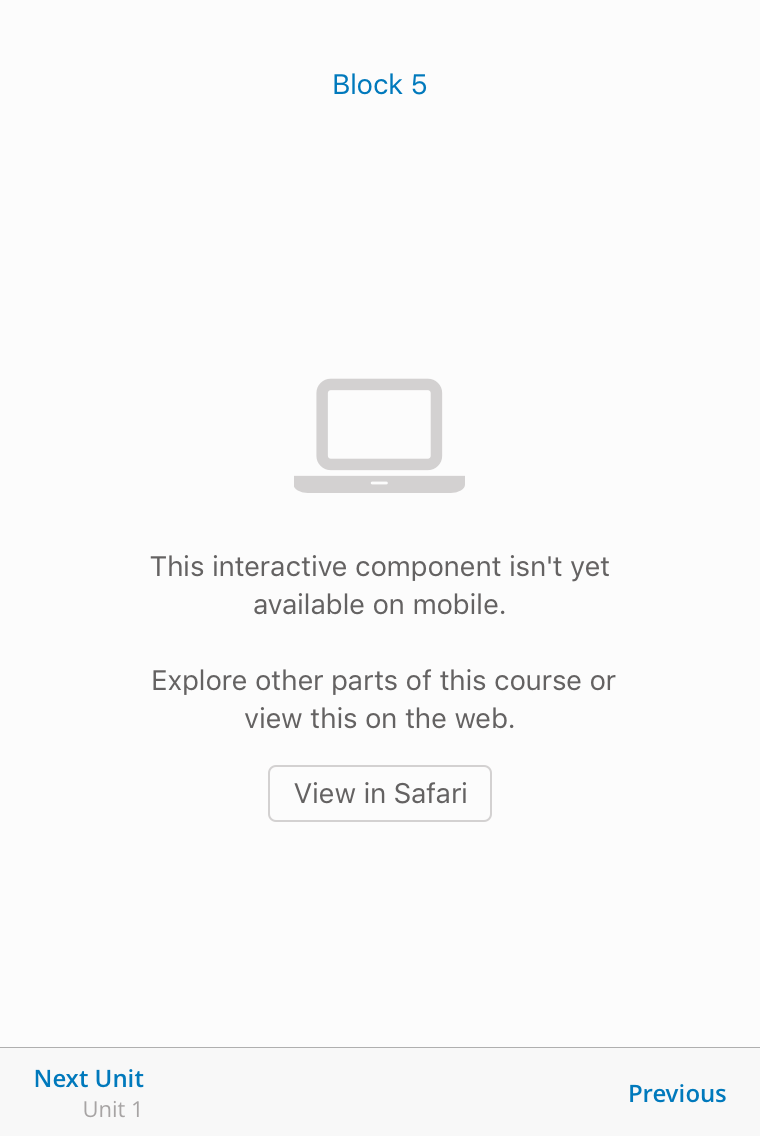 Block 5
This interactive component isn't yet
available on mobile.
Explore other parts of this course or
view this on the web.
View in Safari
Next Unit
Unit 1
Previous